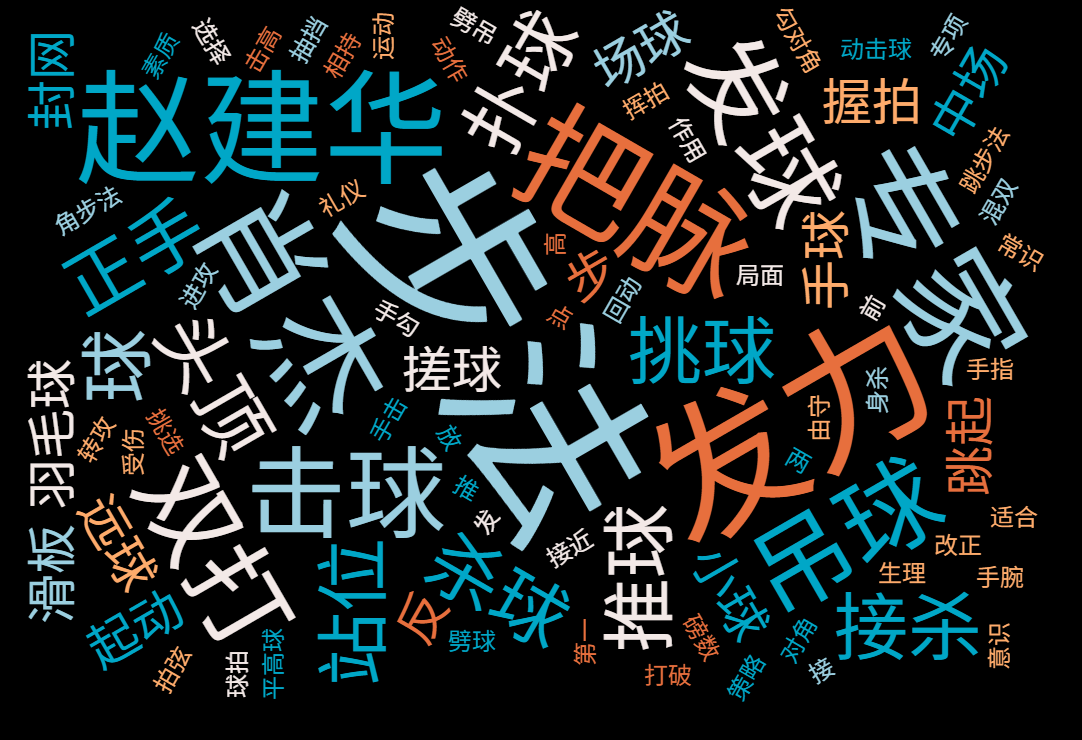 封网
素质
选择
击高
抽挡
相持
运动
动作
劈吊
扑球
场球
勾对角
动击球
专项
中场
赵建华
挥拍
发球
握拍
作用
把脉
跳步法
混双
专家
常识
角步法
正手
肖杰
礼仪
步法
进攻
高
步
沿
回动
局面
手球
前
手勾
搓球
挑球
发力
手指
身杀
由守
跳起
球
头顶
羽毛球
转攻
受伤
挑选
手击
放
推
发
两
击球
双打
远球
滑板
起动
站位
反
杀球
劈球
接近
推球
小球
吊球
适合
改正
生理
手腕
接杀
意识
第一
打破
磅数
策略
对角
接
拍弦
球拍
平高球